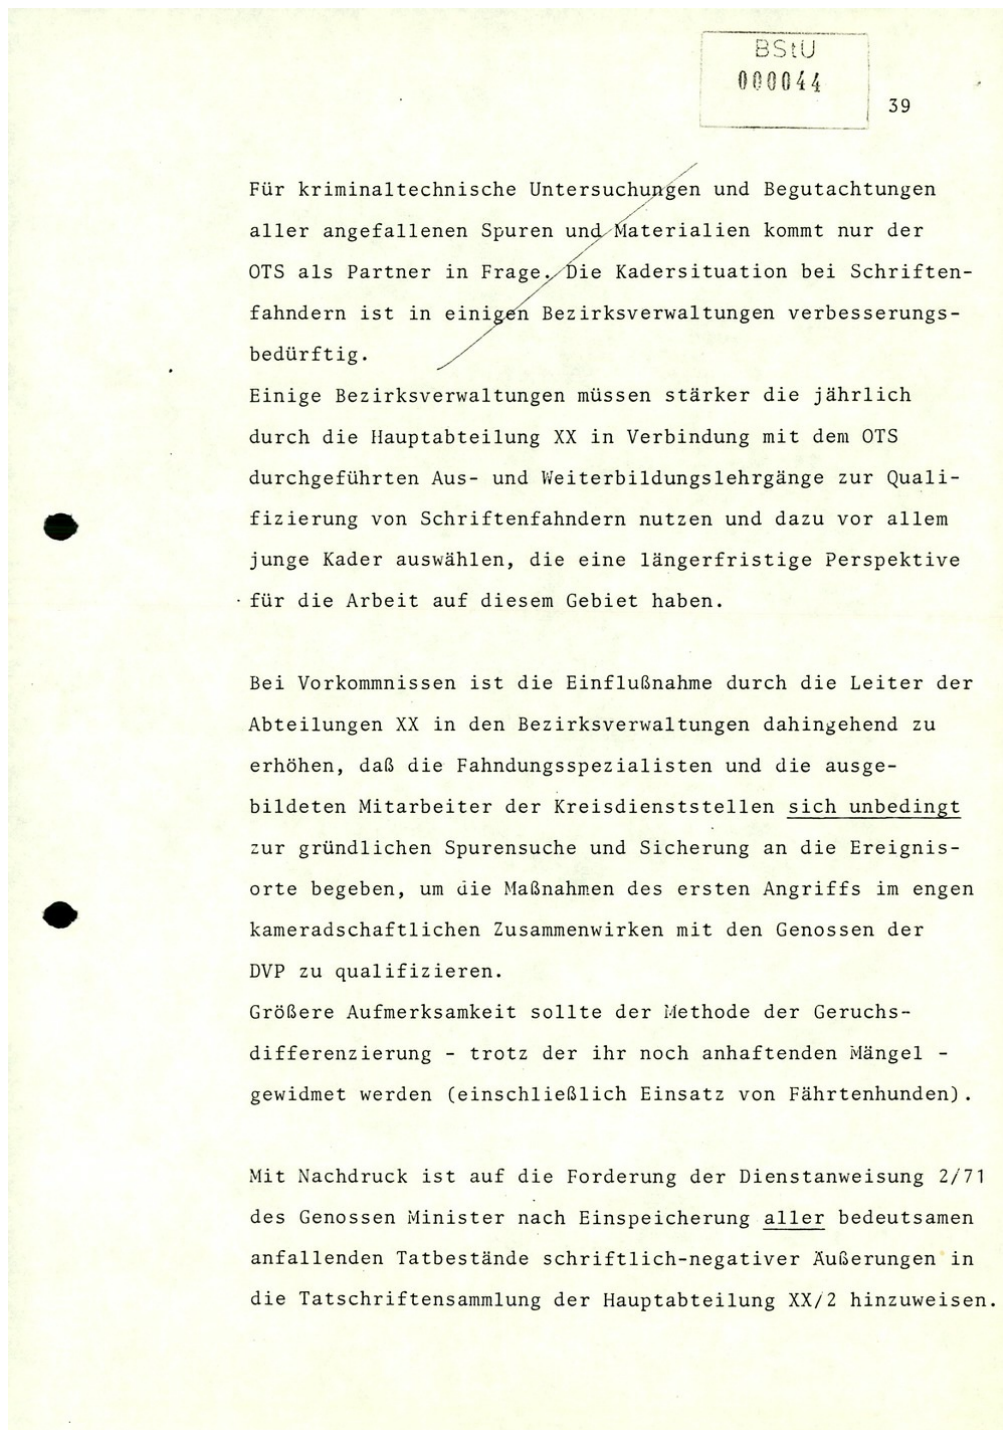 BStU
000044
39
Für kriminaltechnische Untersuchungen und Begutachtungen
aller angefallenen Spuren und Materialien kommt nur der
OTS als Partner in Frage. Die Kadersituation bei Schriften-
fahndern ist in einigen Bezirksverwaltungen verbesserungs-
bedürftig.
Einige Bezirksverwaltungen müssen stärker die jährlich
durch die Hauptabteilung XX in Verbindung mit dem OTS
durchgeführten Aus- und Weiterbildungslehrgänge zur Quali-
fizierung von Schriftenfahndern nutzen und dazu vor allem
junge Kader auswählen, die eine längerfristige Perspektive
für die Arbeit auf diesem Gebiet haben.
Bei Vorkommnissen ist die Einflußnahme durch die Leiter der
Abteilungen XX in den Bezirksverwaltungen dahingehend zu
erhöhen, daß die Fahndungsspezialisten und die ausge-
bildeten Mitarbeiter der Kreisdienststellen sich unbedingt
zur gründlichen Spurensuche und Sicherung an die Ereignis-
orte begeben, um die Maßnahmen des ersten Angriffs im engen
kameradschaftlichen Zusammenwirken mit den Genossen der
DVP zu qualifizieren.
Größere Aufmerksamkeit sollte der Methode der Geruchs-
differenzierung - trotz der ihr noch anhaftenden Mängel -
gewidmet werden (einschließlich Einsatz von Fährtenhunden).
Mit Nachdruck ist auf die Forderung der Dienstanweisung 2/71
des Genossen Minister nach Einspeicherung aller bedeutsamen
anfallenden Tatbestände schriftlich-negativer Äußerungen in
die Tatschriftensammlung der Hauptabteilung XX/2 hinzuweisen.